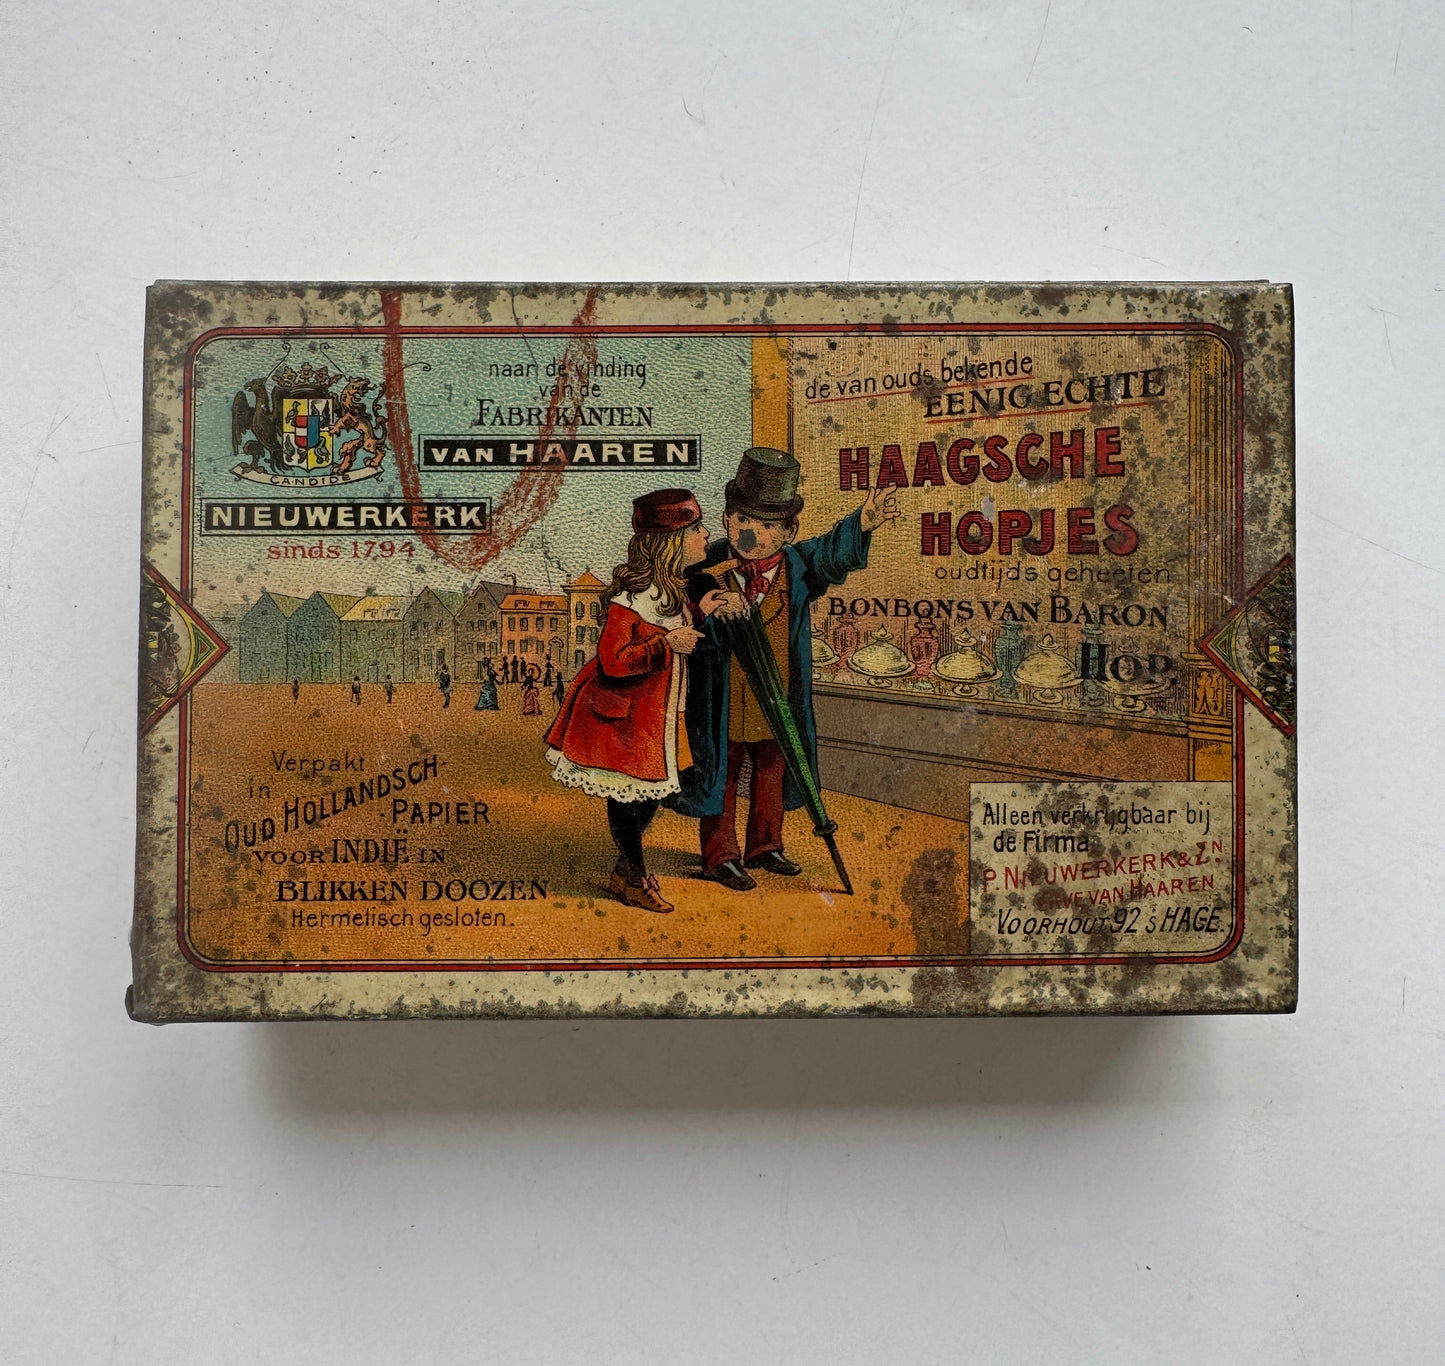 CANDIDE
NIEUWERKERK
sinds 1794
naar de vinding
van de
FABRIKANTEN
VAN HAAREN
de van ouds bekende
EENIG ECHTE
HAAGSCHE
HOPJES
oudtijds geheeten
BONBONS VAN BARON
HOP.
Verpakt
in
OUD HOLLANDSCH-
-PAPIER.
VOOR INDIË IN
BLIKKEN DOOZEN
Hermetisch gesloten.
Alleen verkrijgbaar bij
de Firma
P. NIEUWERKERK & ZN.
VAN HAAREN
VOORHOUT 92 's HAGE.